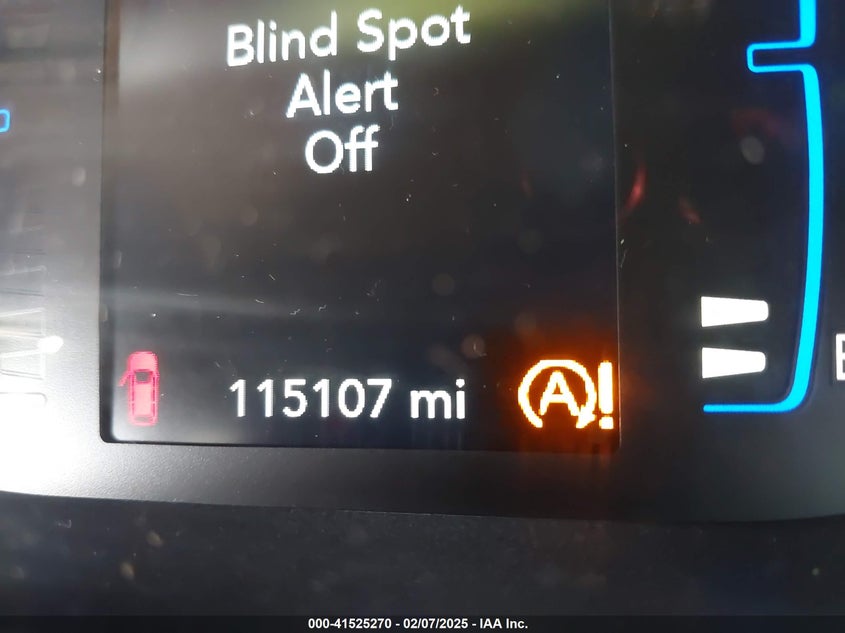 Blind Spot
Alert
Off
115107 mi
A!
E
000-41525270 - 02/07/2025 - IAA Inc.